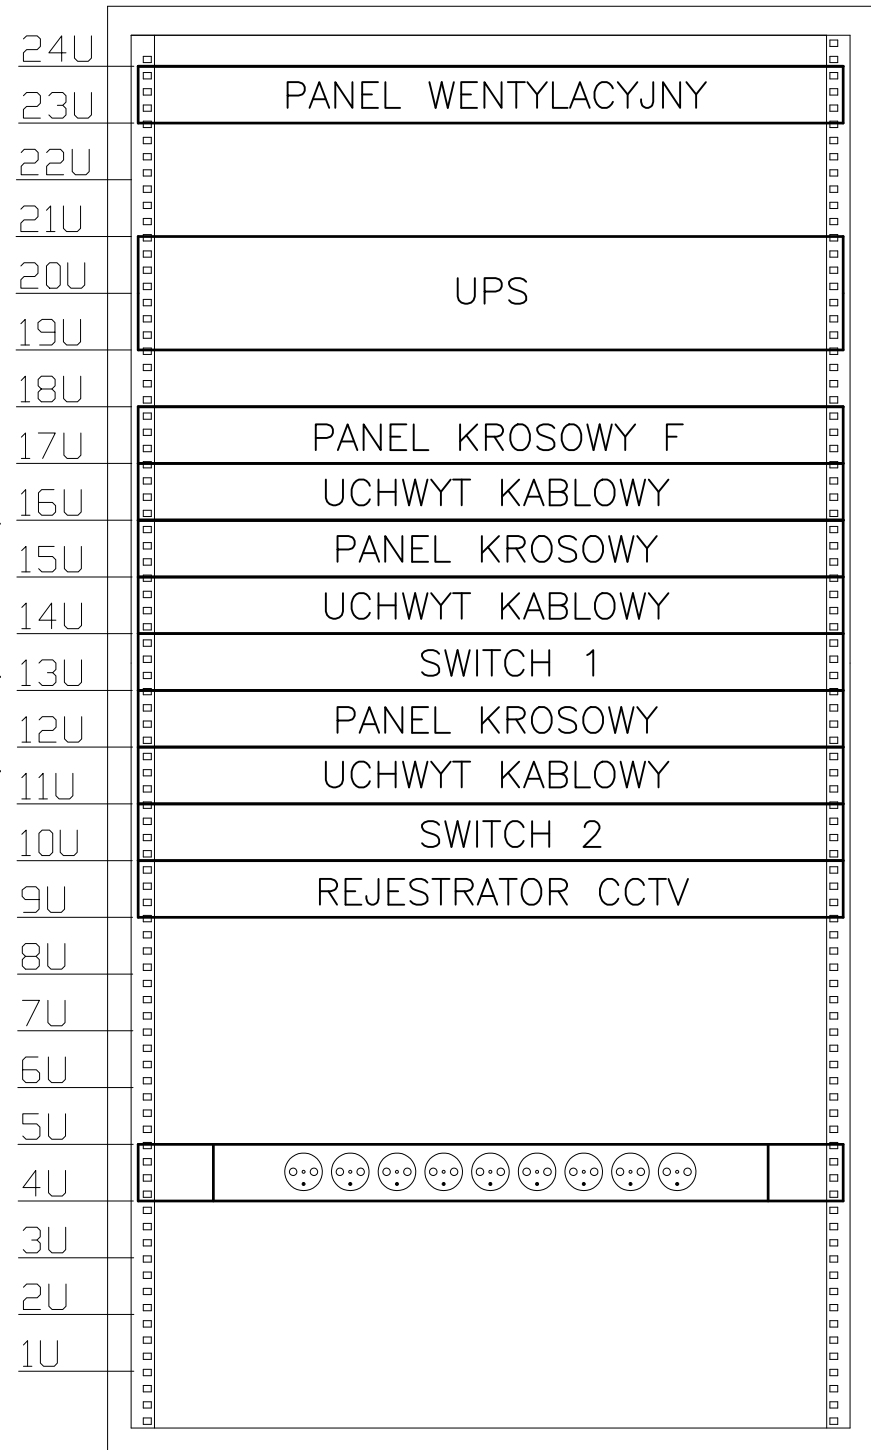 24U
23U PANEL WENTYLACYJNY
22U
21U
20U UPS
19U
18U
17U PANEL KROSOWY F
16U UCHWYT KABLOWY
15U PANEL KROSOWY
14U UCHWYT KABLOWY
13U SWITCH 1
12U PANEL KROSOWY
11U UCHWYT KABLOWY
10U SWITCH 2
9U REJESTRATOR CCTV
8U
7U
6U
5U
4U
3U
2U
1U